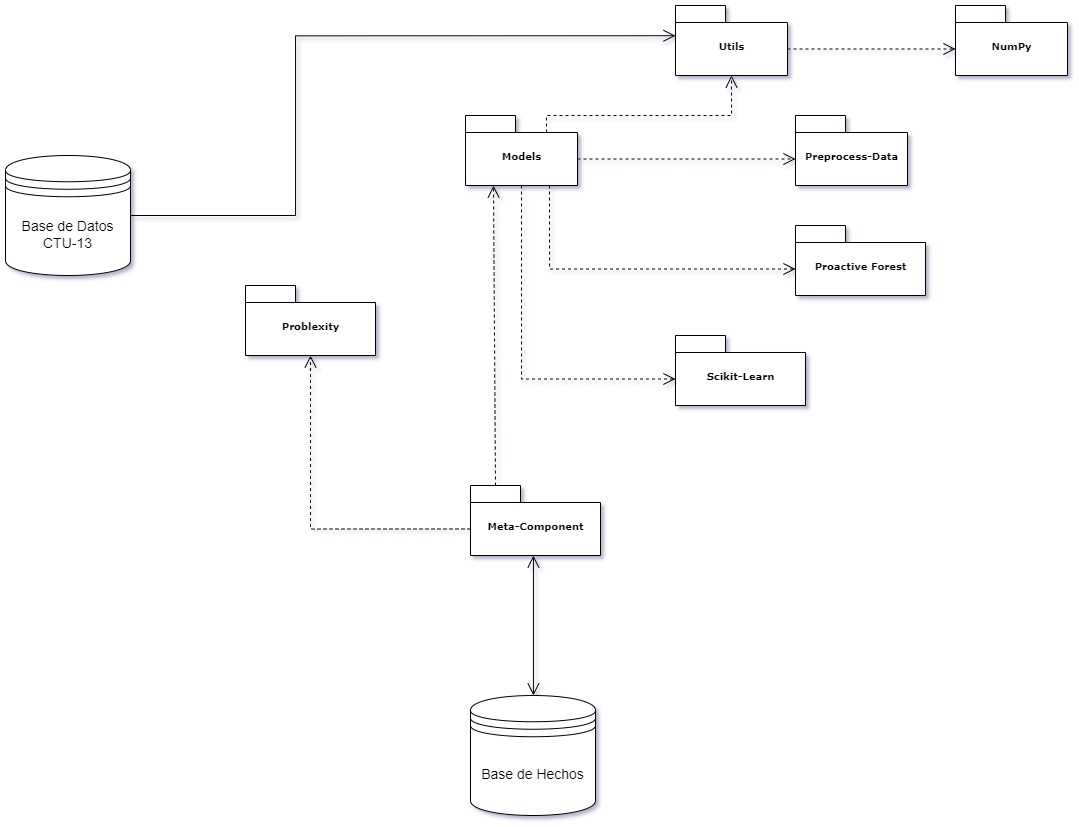 Utils
NumPy
Models
Preprocess-Data
Base de Datos
CTU-13
Proactive Forest
Problexity
Scikit-Learn
Meta-Component
Base de Hechos